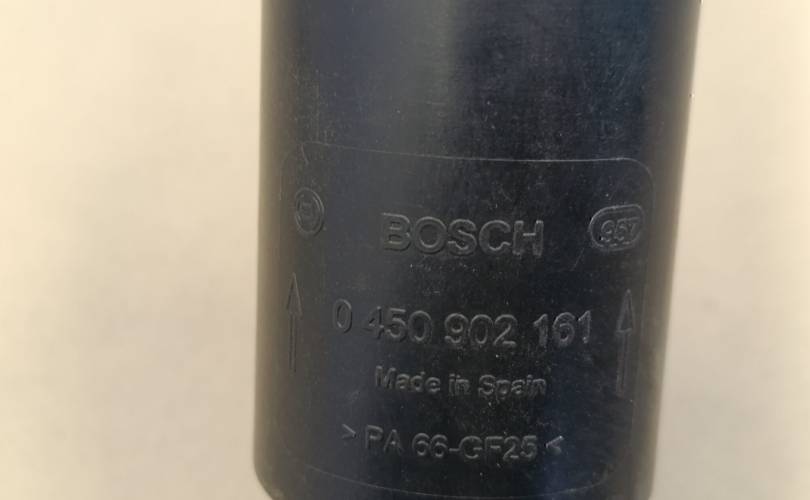 BOSCH 957
0 450 902 161
Made in Spain
>PA 66-GF25<